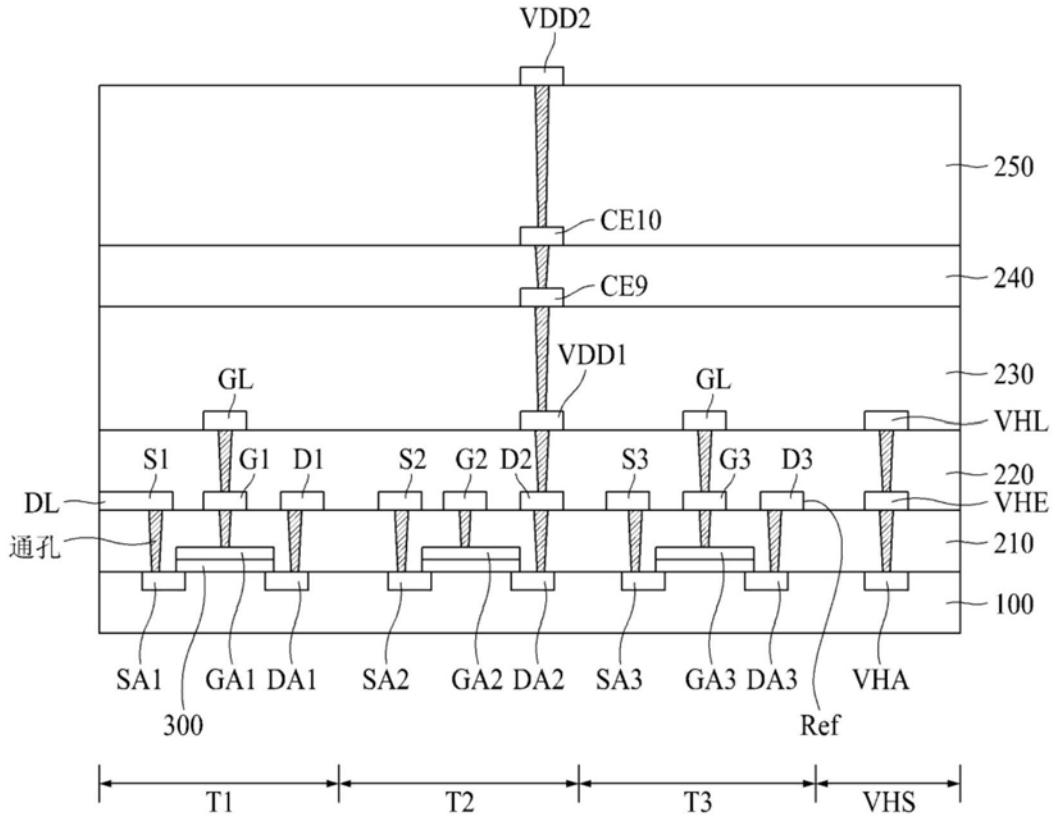 VDD2
250
CE10
240
CE9
VDD1
230
GL
GL
VHL
S1
G1
D1
S2
G2
D2
S3
G3
D3
220
DL
VHE
通孔
210
100
SA1
GA1
DA1
SA2
GA2
DA2
SA3
GA3
DA3
VHA
300
Ref
T1
T2
T3
VHS